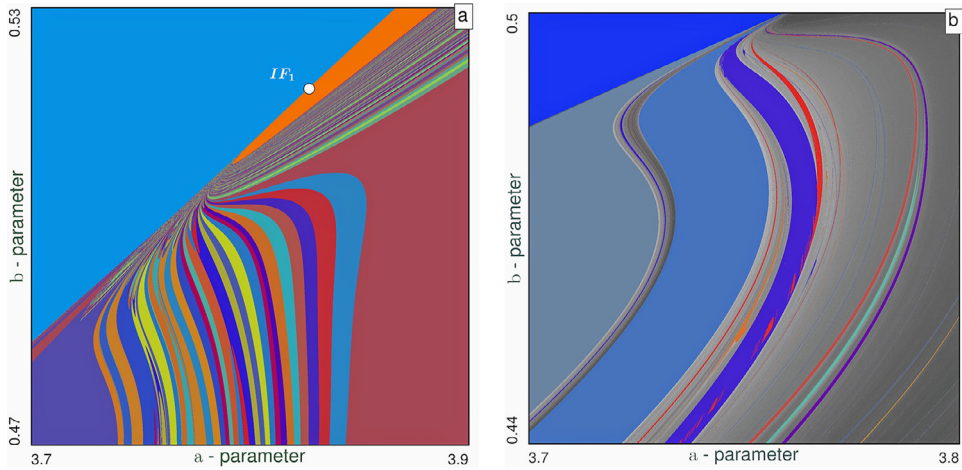 0.53
a
IF₁
b - parameter
0.47
3.7
a - parameter
3.9
0.5
b
b - parameter
0.44
3.7
a - parameter
3.8